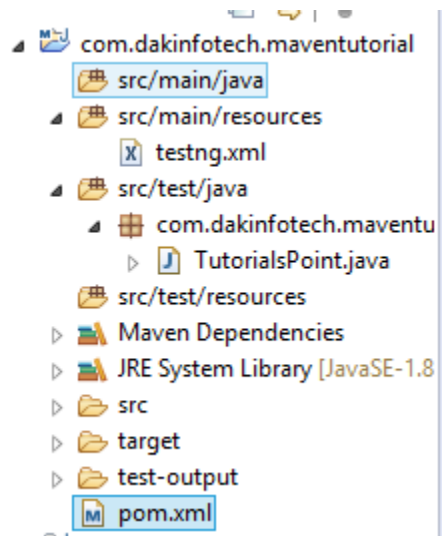 com.dakinfotech.maventutorial
src/main/java
src/main/resources
testng.xml
src/test/java
com.dakinfotech.maventu
TutorialsPoint.java
src/test/resources
Maven Dependencies
JRE System Library [JavaSE-1.8
src
target
test-output
pom.xml